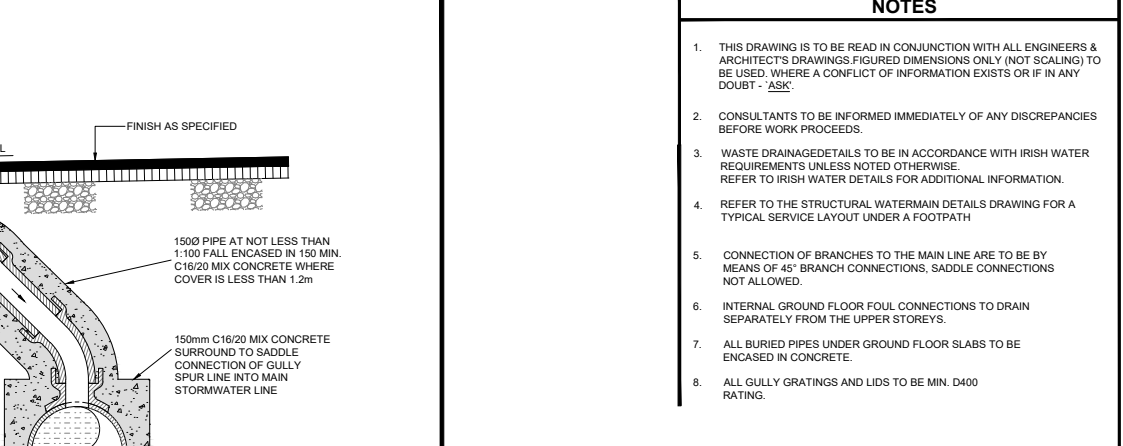 FINISH AS SPECIFIED
L
150Ø PIPE AT NOT LESS THAN
1:100 FALL ENCASED IN 150 MIN.
C16/20 MIX CONCRETE WHERE
COVER IS LESS THAN 1.2m
150mm C16/20 MIX CONCRETE
SURROUND TO SADDLE
CONNECTION OF GULLY
SPUR LINE INTO MAIN
STORMWATER LINE
NOTES
1. THIS DRAWING IS TO BE READ IN CONJUNCTION WITH ALL ENGINEERS &
ARCHITECT'S DRAWINGS.FIGURED DIMENSIONS ONLY (NOT SCALING) TO
BE USED. WHERE A CONFLICT OF INFORMATION EXISTS OR IF IN ANY
DOUBT - `ASK'.
2. CONSULTANTS TO BE INFORMED IMMEDIATELY OF ANY DISCREPANCIES
BEFORE WORK PROCEEDS.
3. WASTE DRAINAGEDETAILS TO BE IN ACCORDANCE WITH IRISH WATER
REQUIREMENTS UNLESS NOTED OTHERWISE.
REFER TO IRISH WATER DETAILS FOR ADDITIONAL INFORMATION.
4. REFER TO THE STRUCTURAL WATERMAIN DETAILS DRAWING FOR A
TYPICAL SERVICE LAYOUT UNDER A FOOTPATH
5. CONNECTION OF BRANCHES TO THE MAIN LINE ARE TO BE BY
MEANS OF 45° BRANCH CONNECTIONS, SADDLE CONNECTIONS
NOT ALLOWED.
6. INTERNAL GROUND FLOOR FOUL CONNECTIONS TO DRAIN
SEPARATELY FROM THE UPPER STOREYS.
7. ALL BURIED PIPES UNDER GROUND FLOOR SLABS TO BE
ENCASED IN CONCRETE.
8. ALL GULLY GRATINGS AND LIDS TO BE MIN. D400
RATING.